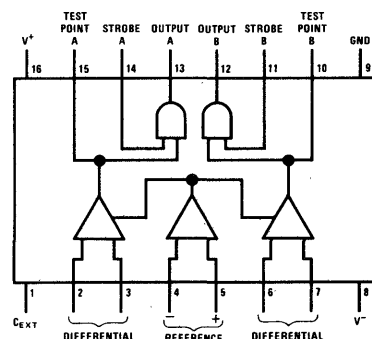 TEST TEST
POINT STROBE OUTPUT OUTPUT STROBE POINT
V+ A A A B B B GND
16 15 14 13 12 11 10 9
1 2 3 4 5 6 7 8
- +
CEXT V-
DIFFERENTIAL REFERENCE DIFFERENTIAL